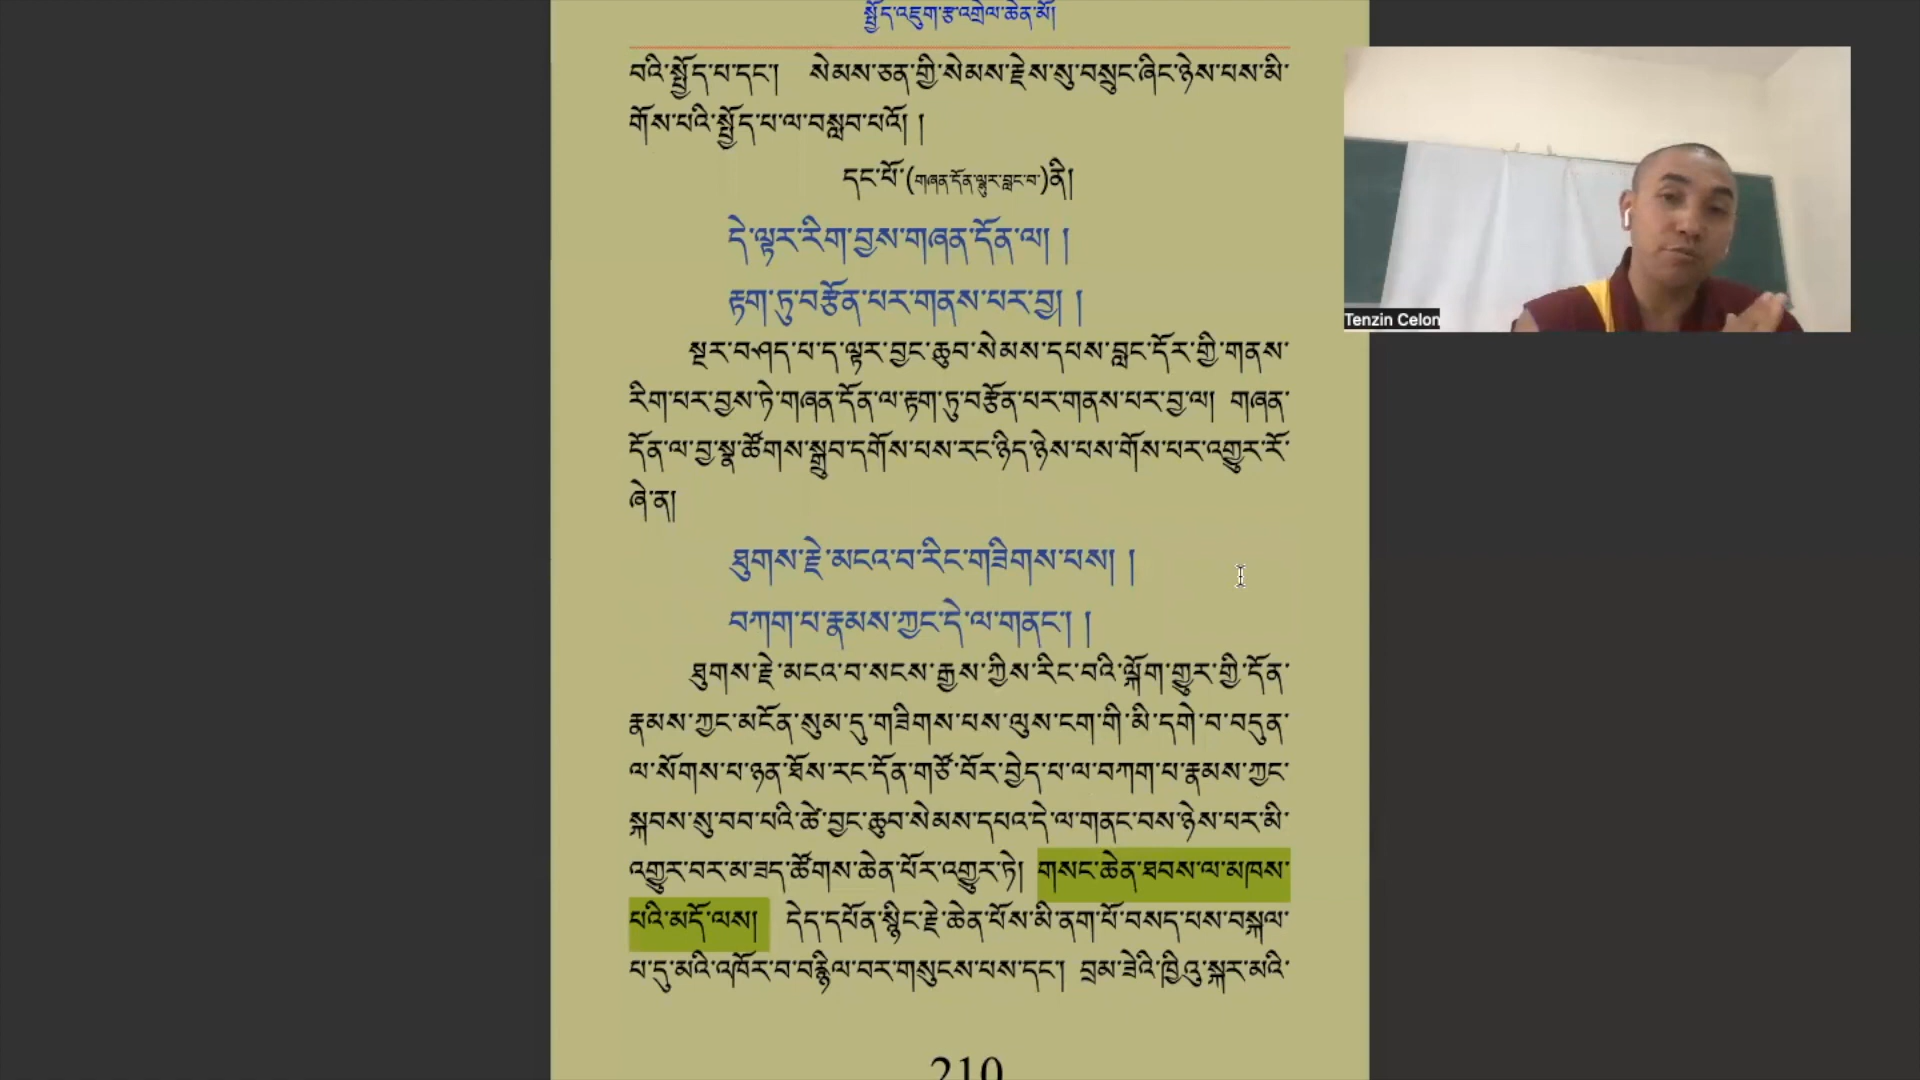 སྤྱོད་འཇུག་རྩ་འགྲེལ་ཆེན་མོ།
བའི་སྤྱོད་པ་དང་། སེམས་ཅན་གྱི་སེམས་རྗེས་སུ་བསྲུང་ཞིང་ཉེས་པས་མི་
གོས་པའི་སྤྱོད་པ་ལ་བསླབ་པའོ། །
དང་པོ་(གཞན་དོན་ལྷུར་བླང་བ་)ནི།
དེ་ལྟར་རིག་བྱས་གཞན་དོན་ལ། །
རྟག་ཏུ་བརྩོན་པར་གནས་པར་བྱ། །
སྔར་བཤད་པ་ད་ལྟར་བྱང་ཆུབ་སེམས་དཔས་བླང་དོར་གྱི་གནས་
རིག་པར་བྱས་ཏེ་གཞན་དོན་ལ་རྟག་ཏུ་བརྩོན་པར་གནས་པར་བྱ་ལ། གཞན་
དོན་ལ་བྱ་སྣ་ཚོགས་སྒྲུབ་དགོས་པས་རང་ཉིད་ཉེས་པས་གོས་པར་འགྱུར་རོ་
ཞེ་ན།
ཐུགས་རྗེ་མངའ་བ་རིང་གཟིགས་པས། །
བཀག་པ་རྣམས་ཀྱང་དེ་ལ་གནང་། །
ཐུགས་རྗེ་མངའ་བ་སངས་རྒྱས་ཀྱིས་རིང་བའི་ལྐོག་གྱུར་གྱི་དོན་
རྣམས་ཀྱང་མངོན་སུམ་དུ་གཟིགས་པས་ལུས་ངག་གི་མི་དགེ་བ་བདུན་
ལ་སོགས་པ་ཉན་ཐོས་རང་དོན་གཙོ་བོར་བྱེད་པ་ལ་བཀག་པ་རྣམས་ཀྱང་
སྐབས་སུ་བབ་པའི་ཚེ་བྱང་ཆུབ་སེམས་དཔའ་དེ་ལ་གནང་བས་ཉེས་པར་མི་
འགྱུར་བར་མ་ཟད་ཚོགས་ཆེན་པོར་འགྱུར་ཏེ། གསང་ཆེན་ཐབས་ལ་མཁས་
པའི་མདོ་ལས། དེད་དཔོན་སྙིང་རྗེ་ཆེན་པོས་མི་ནག་པོ་བསད་པས་བསྐལ་
པ་དུ་མའི་འཁོར་བ་བརྙིལ་བར་གསུངས་པས་དང་། བྲམ་ཟེའི་ཁྱིའུ་སྐར་མའི་
210
Tenzin Celon